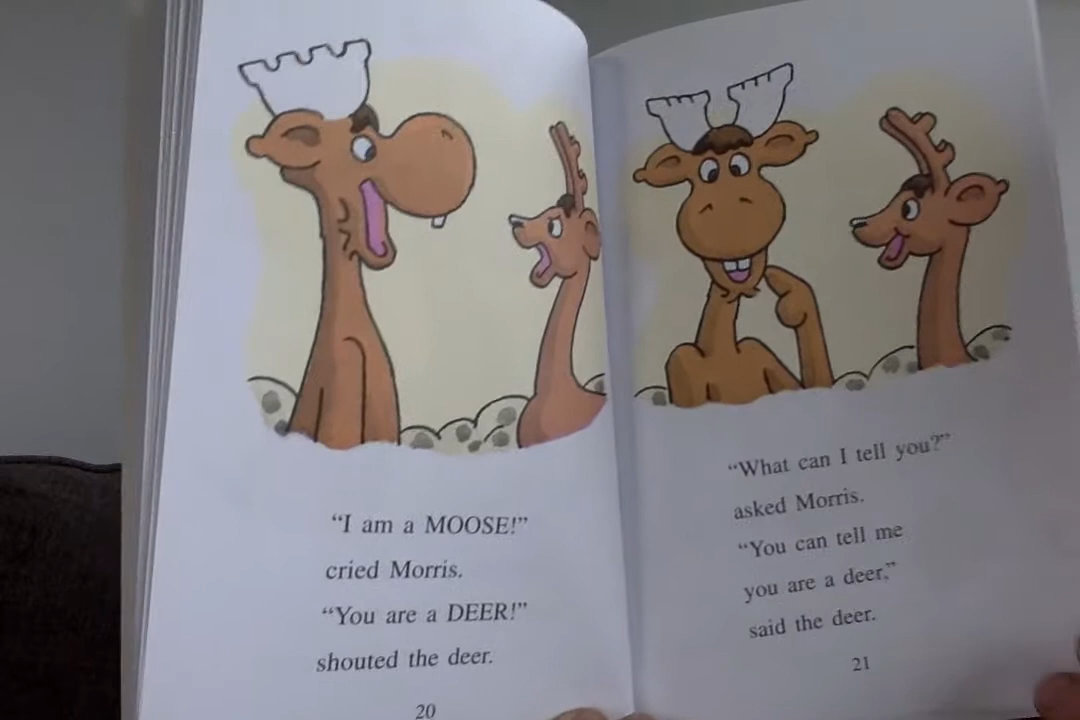 “I am a MOOSE!”
cried Morris.
“You are a DEER!”
shouted the deer.
20
“What can I tell you?”
asked Morris.
“You can tell me
you are a deer,”
said the deer.
21